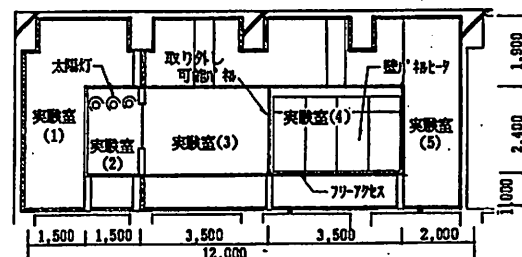 太陽灯
取り外し
可能パネル
壁パネルヒータ
実験室
(1)
実験室
(2)
実験室(3)
実験室(4)
実験室
(5)
フリーアクセス
1,800
2,400
1,000
1,500
1,500
3,500
3,500
2,000
12,000